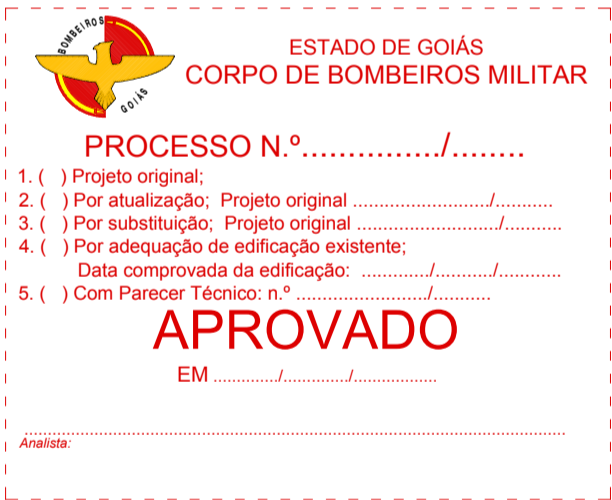 BOMBEIROS
GOIÁS
ESTADO DE GOIÁS
CORPO DE BOMBEIROS MILITAR
PROCESSO N.º................/........
1. (   ) Projeto original;
2. (   ) Por atualização;  Projeto original ........................../...........
3. (   ) Por substituição;  Projeto original .........................../...........
4. (   ) Por adequação de edificação existente;
Data comprovada da edificação:  ............./.........../............
5. (   ) Com Parecer Técnico: n.º ........................./...........
APROVADO
EM ............./............./.................
..............................................................................................................
Analista: